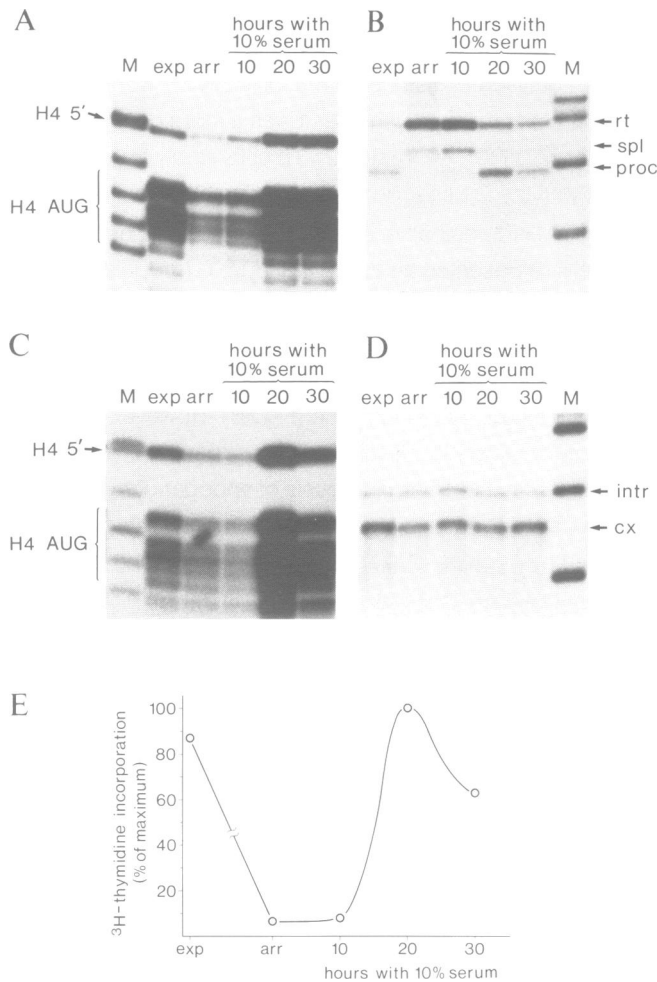 A
hours with
10% serum
M exp arr 10 20 30
H4 5′
H4 AUG
B
hours with
10% serum
exp arr 10 20 30 M
rt
spl
proc
C
hours with
10% serum
M exp arr 10 20 30
H4 5′
H4 AUG
D
hours with
10% serum
exp arr 10 20 30 M
intr
cx
E
³H-thymidine incorporation
(% of maximum)
100
80
60
40
20
exp arr 10 20 30
hours with 10% serum